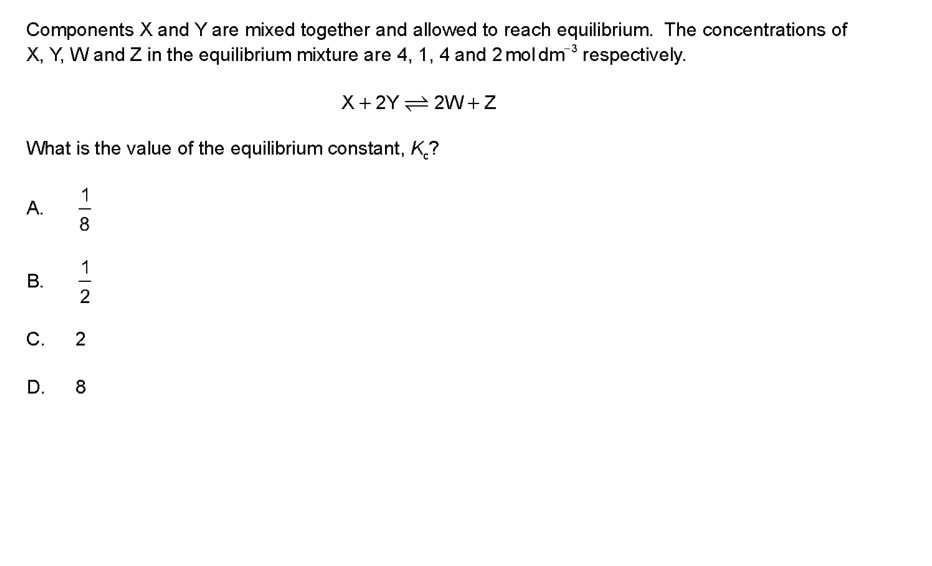 Components X and Y are mixed together and allowed to reach equilibrium. The concentrations of
X, Y, W and Z in the equilibrium mixture are 4, 1, 4 and 2 mol dm⁻³ respectively.
X + 2Y ⇌ 2W + Z
What is the value of the equilibrium constant, K꜀?
A. 1/8
B. 1/2
C. 2
D. 8